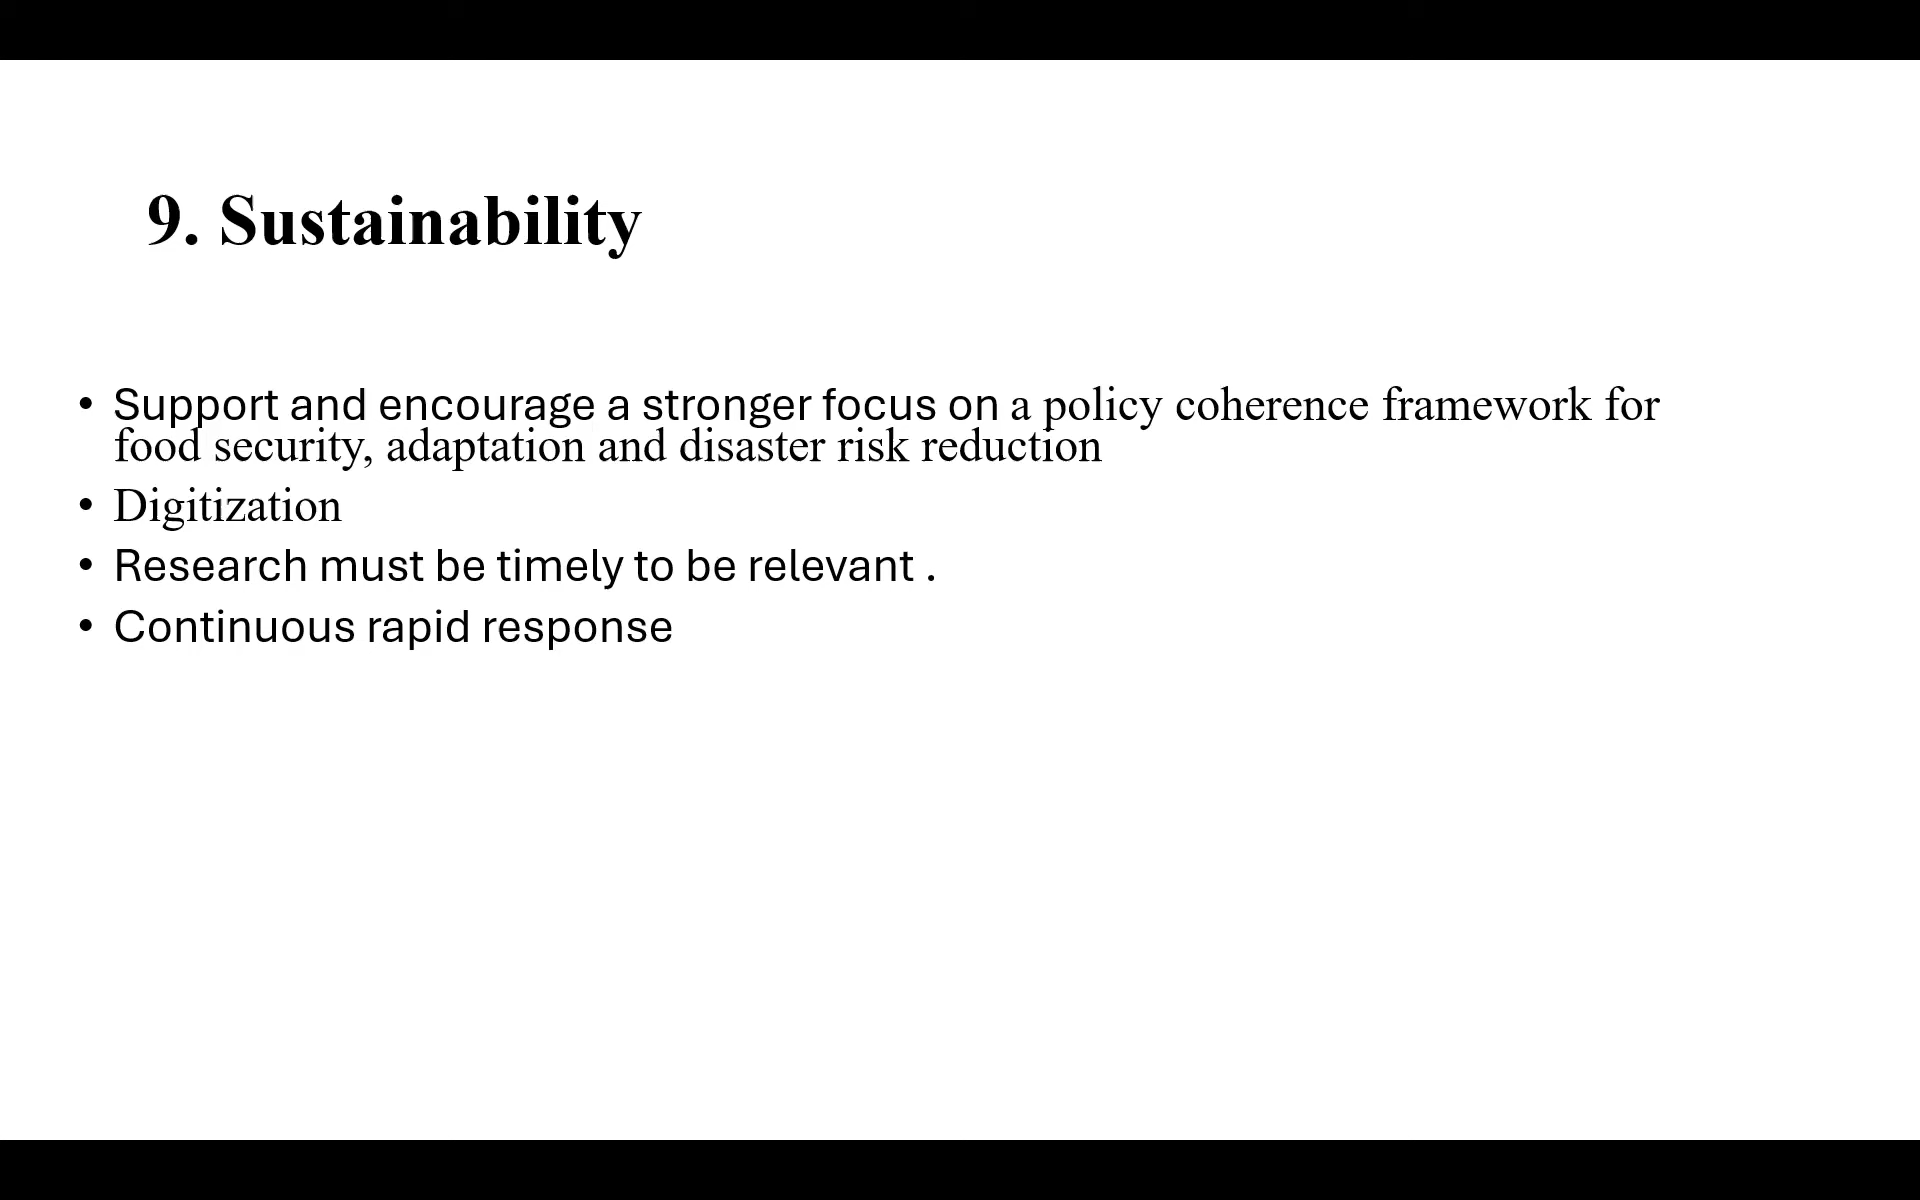 9. Sustainability
• Support and encourage a stronger focus on a policy coherence framework for
food security, adaptation and disaster risk reduction
• Digitization
• Research must be timely to be relevant .
• Continuous rapid response